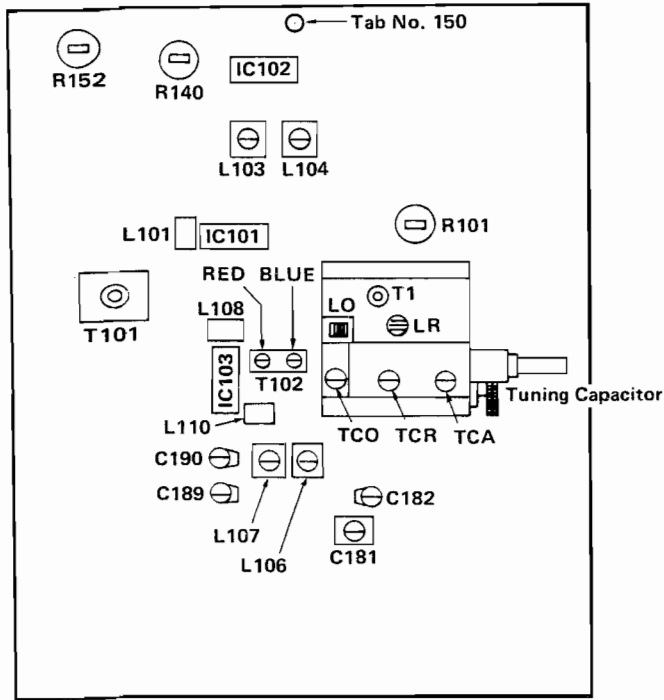 Tab No. 150
R152
R140
IC102
L103
L104
R101
L101
IC101
RED
BLUE
T1
LO
LR
T101
L108
IC103
T102
Tuning Capacitor
L110
TCO
TCR
TCA
C190
C189
C182
L107
L106
C181